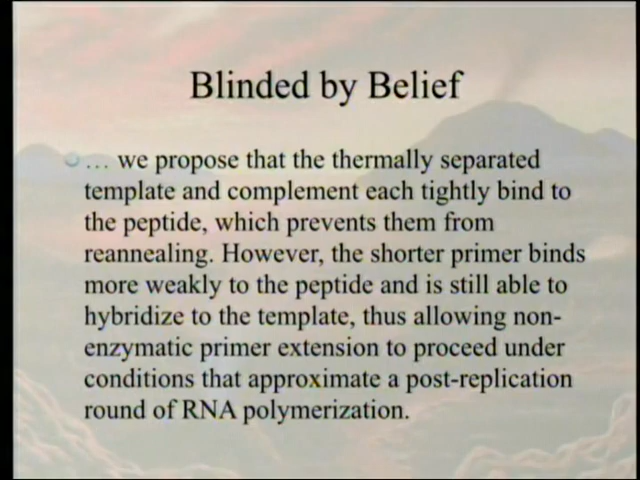 Blinded by Belief
… we propose that the thermally separated
template and complement each tightly bind to
the peptide, which prevents them from
reannealing. However, the shorter primer binds
more weakly to the peptide and is still able to
hybridize to the template, thus allowing non-
enzymatic primer extension to proceed under
conditions that approximate a post-replication
round of RNA polymerization.